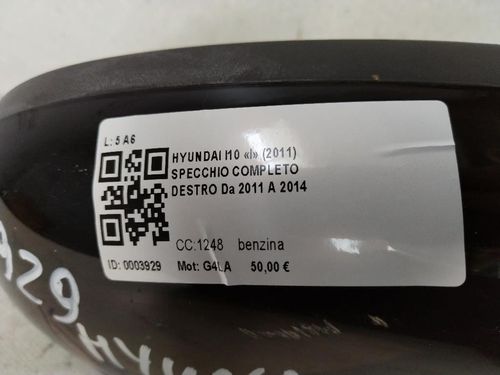 L: 5 A6
HYUNDAI I10 «I» (2011)
SPECCHIO COMPLETO
DESTRO Da 2011 A 2014
CC:1248 benzina
ID: 0003929 Mot: G4LA 50,00 €